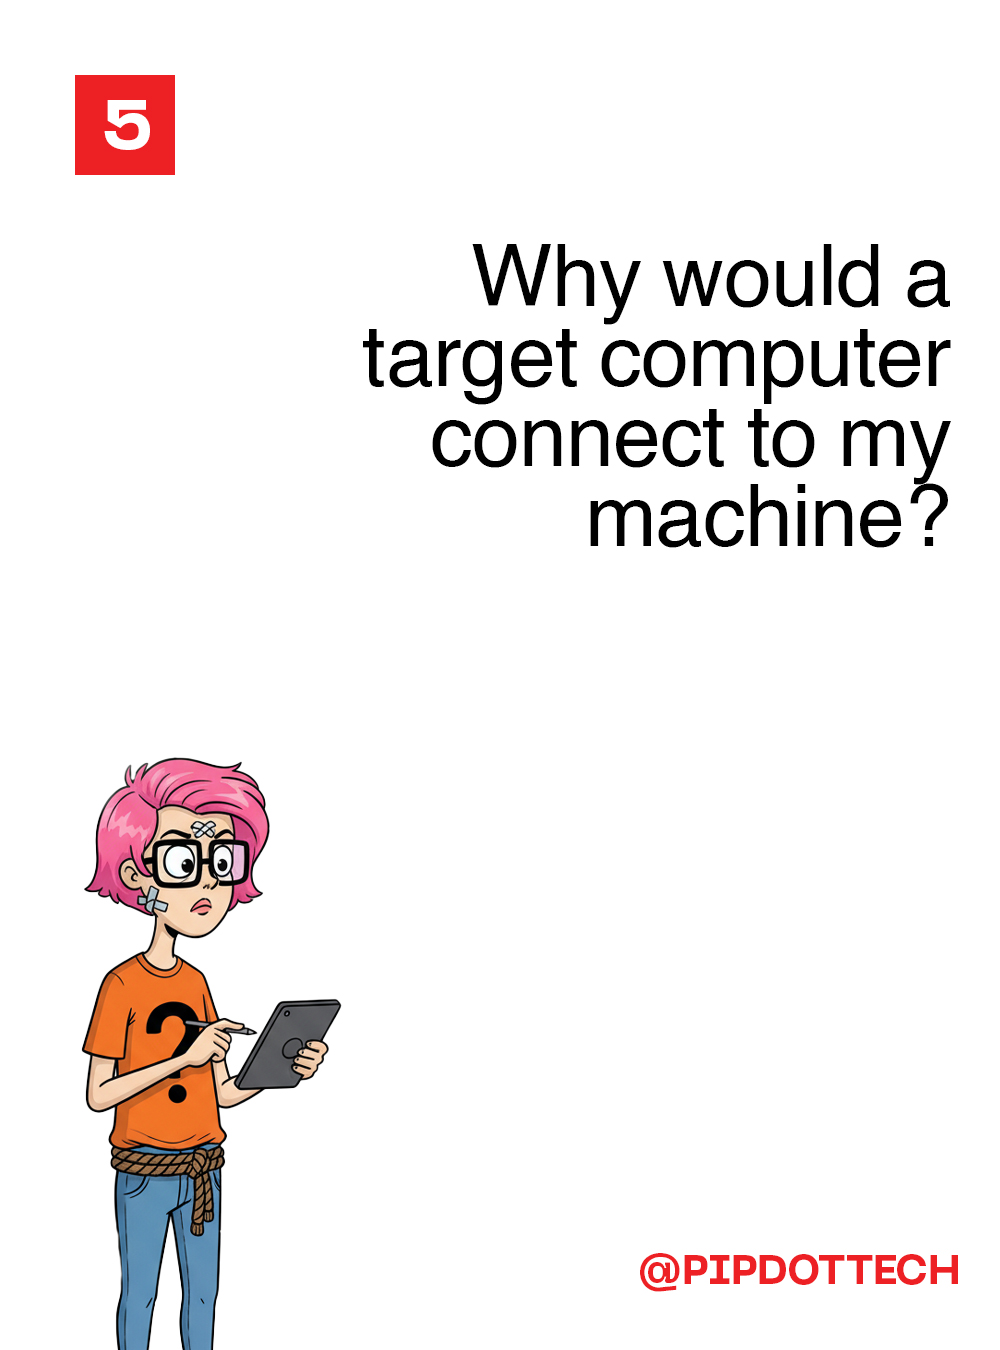 5
Why would a
target computer
connect to my
machine?
?
@PIPDOTTECH